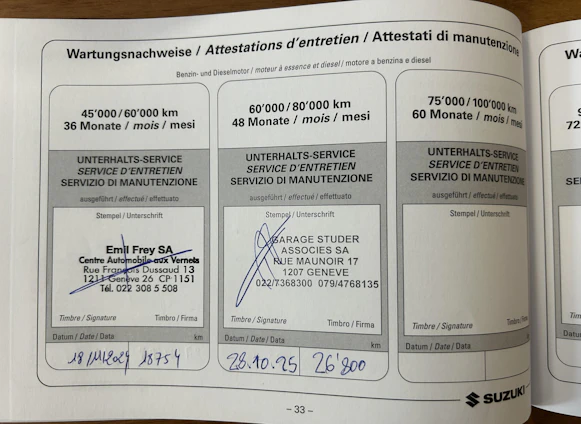 Wartungsnachweise / Attestations d'entretien / Attestati di manutenzione
Benzin- und Dieselmotor / moteur à essence et diesel / motore a benzina e diesel
45'000/60'000 km
36 Monate / mois / mesi
UNTERHALTS-SERVICE
SERVICE D'ENTRETIEN
SERVIZIO DI MANUTENZIONE
ausgeführt / effectué / effettuato
Stempel / Unterschrift
Emil Frey SA
Centre Automobile aux Vernets
Rue François Dussaud 13
1211 Genève 26 CP 1151
Tél. 022 308 5 508
Timbre / Signature Timbro / Firma
Datum / Date / Data km
18754
60'000/80'000 km
48 Monate / mois / mesi
UNTERHALTS-SERVICE
SERVICE D'ENTRETIEN
SERVIZIO DI MANUTENZIONE
ausgeführt / effectué / effettuato
Stempel / Unterschrift
GARAGE STUDER
ASSOCIES SA
RUE MAUNOIR 17
1207 GENEVE
022/7368300 079/4768135
Timbre / Signature Timbro / Firma
Datum / Date / Data km
28.10.25 26'800
75'000/100'000 km
60 Monate / mois / mesi
UNTERHALTS-SERVICE
SERVICE D'ENTRETIEN
SERVIZIO DI MANUTENZIONE
ausgeführt / effectué / effettuato
Stempel / Unterschrift
Timbre / Signature Timbro / Firma
Datum / Date / Data km
– 33 –
SUZUKI